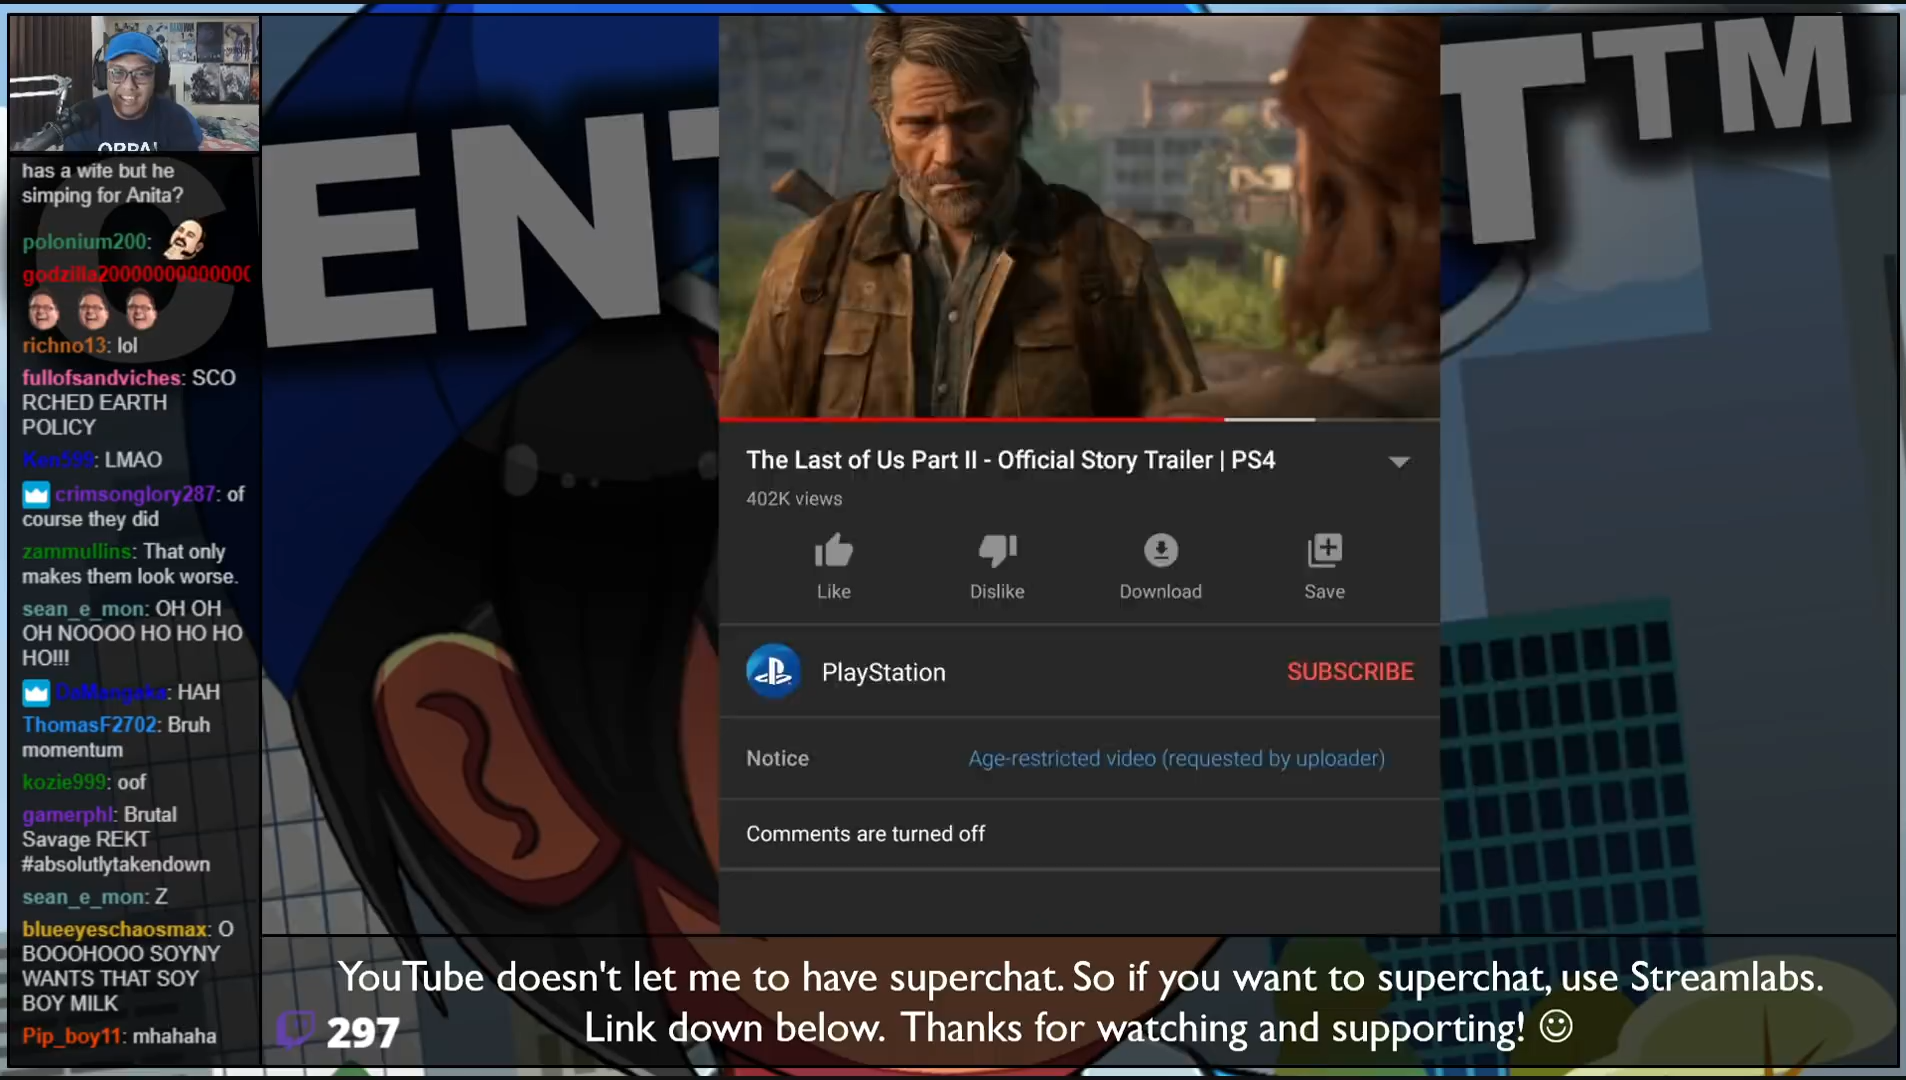 ORRA'
has a wife but he
simping for Anita?
polonium200:
godzilla2000000000000
richno13: lol
fullofsandviches: SCO
RCHED EARTH
POLICY
Ken599: LMAO
crimsonglory287: of
course they did
zammullins: That only
makes them look worse.
sean_e_mon: OH OH
OH NOOOO HO HO HO
HO!!!
DaMangaka: HAH
ThomasF2702: Bruh
momentum
kozie999: oof
gamerphl: Brutal
Savage REKT
#absolutlytakendown
sean_e_mon: Z
blueeyeschaosmax: O
BOOOHOOO SOYNY
WANTS THAT SOY
BOY MILK
Pip_boy11: mhahaha
CENT TTM
The Last of Us Part II - Official Story Trailer | PS4
402K views
Like Dislike Download Save
PlayStation SUBSCRIBE
Notice Age-restricted video (requested by uploader)
Comments are turned off
YouTube doesn't let me to have superchat. So if you want to superchat, use Streamlabs.
297 Link down below. Thanks for watching and supporting! ☺